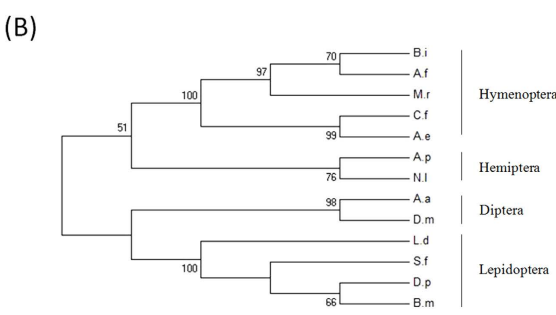 (B)
70
B.i
A.f
97
M.r
Hymenoptera
100
C.f
99
A.e
51
A.p
Hemiptera
76
N.l
98
A.a
Diptera
D.m
L.d
100
S.f
Lepidoptera
D.p
66
B.m